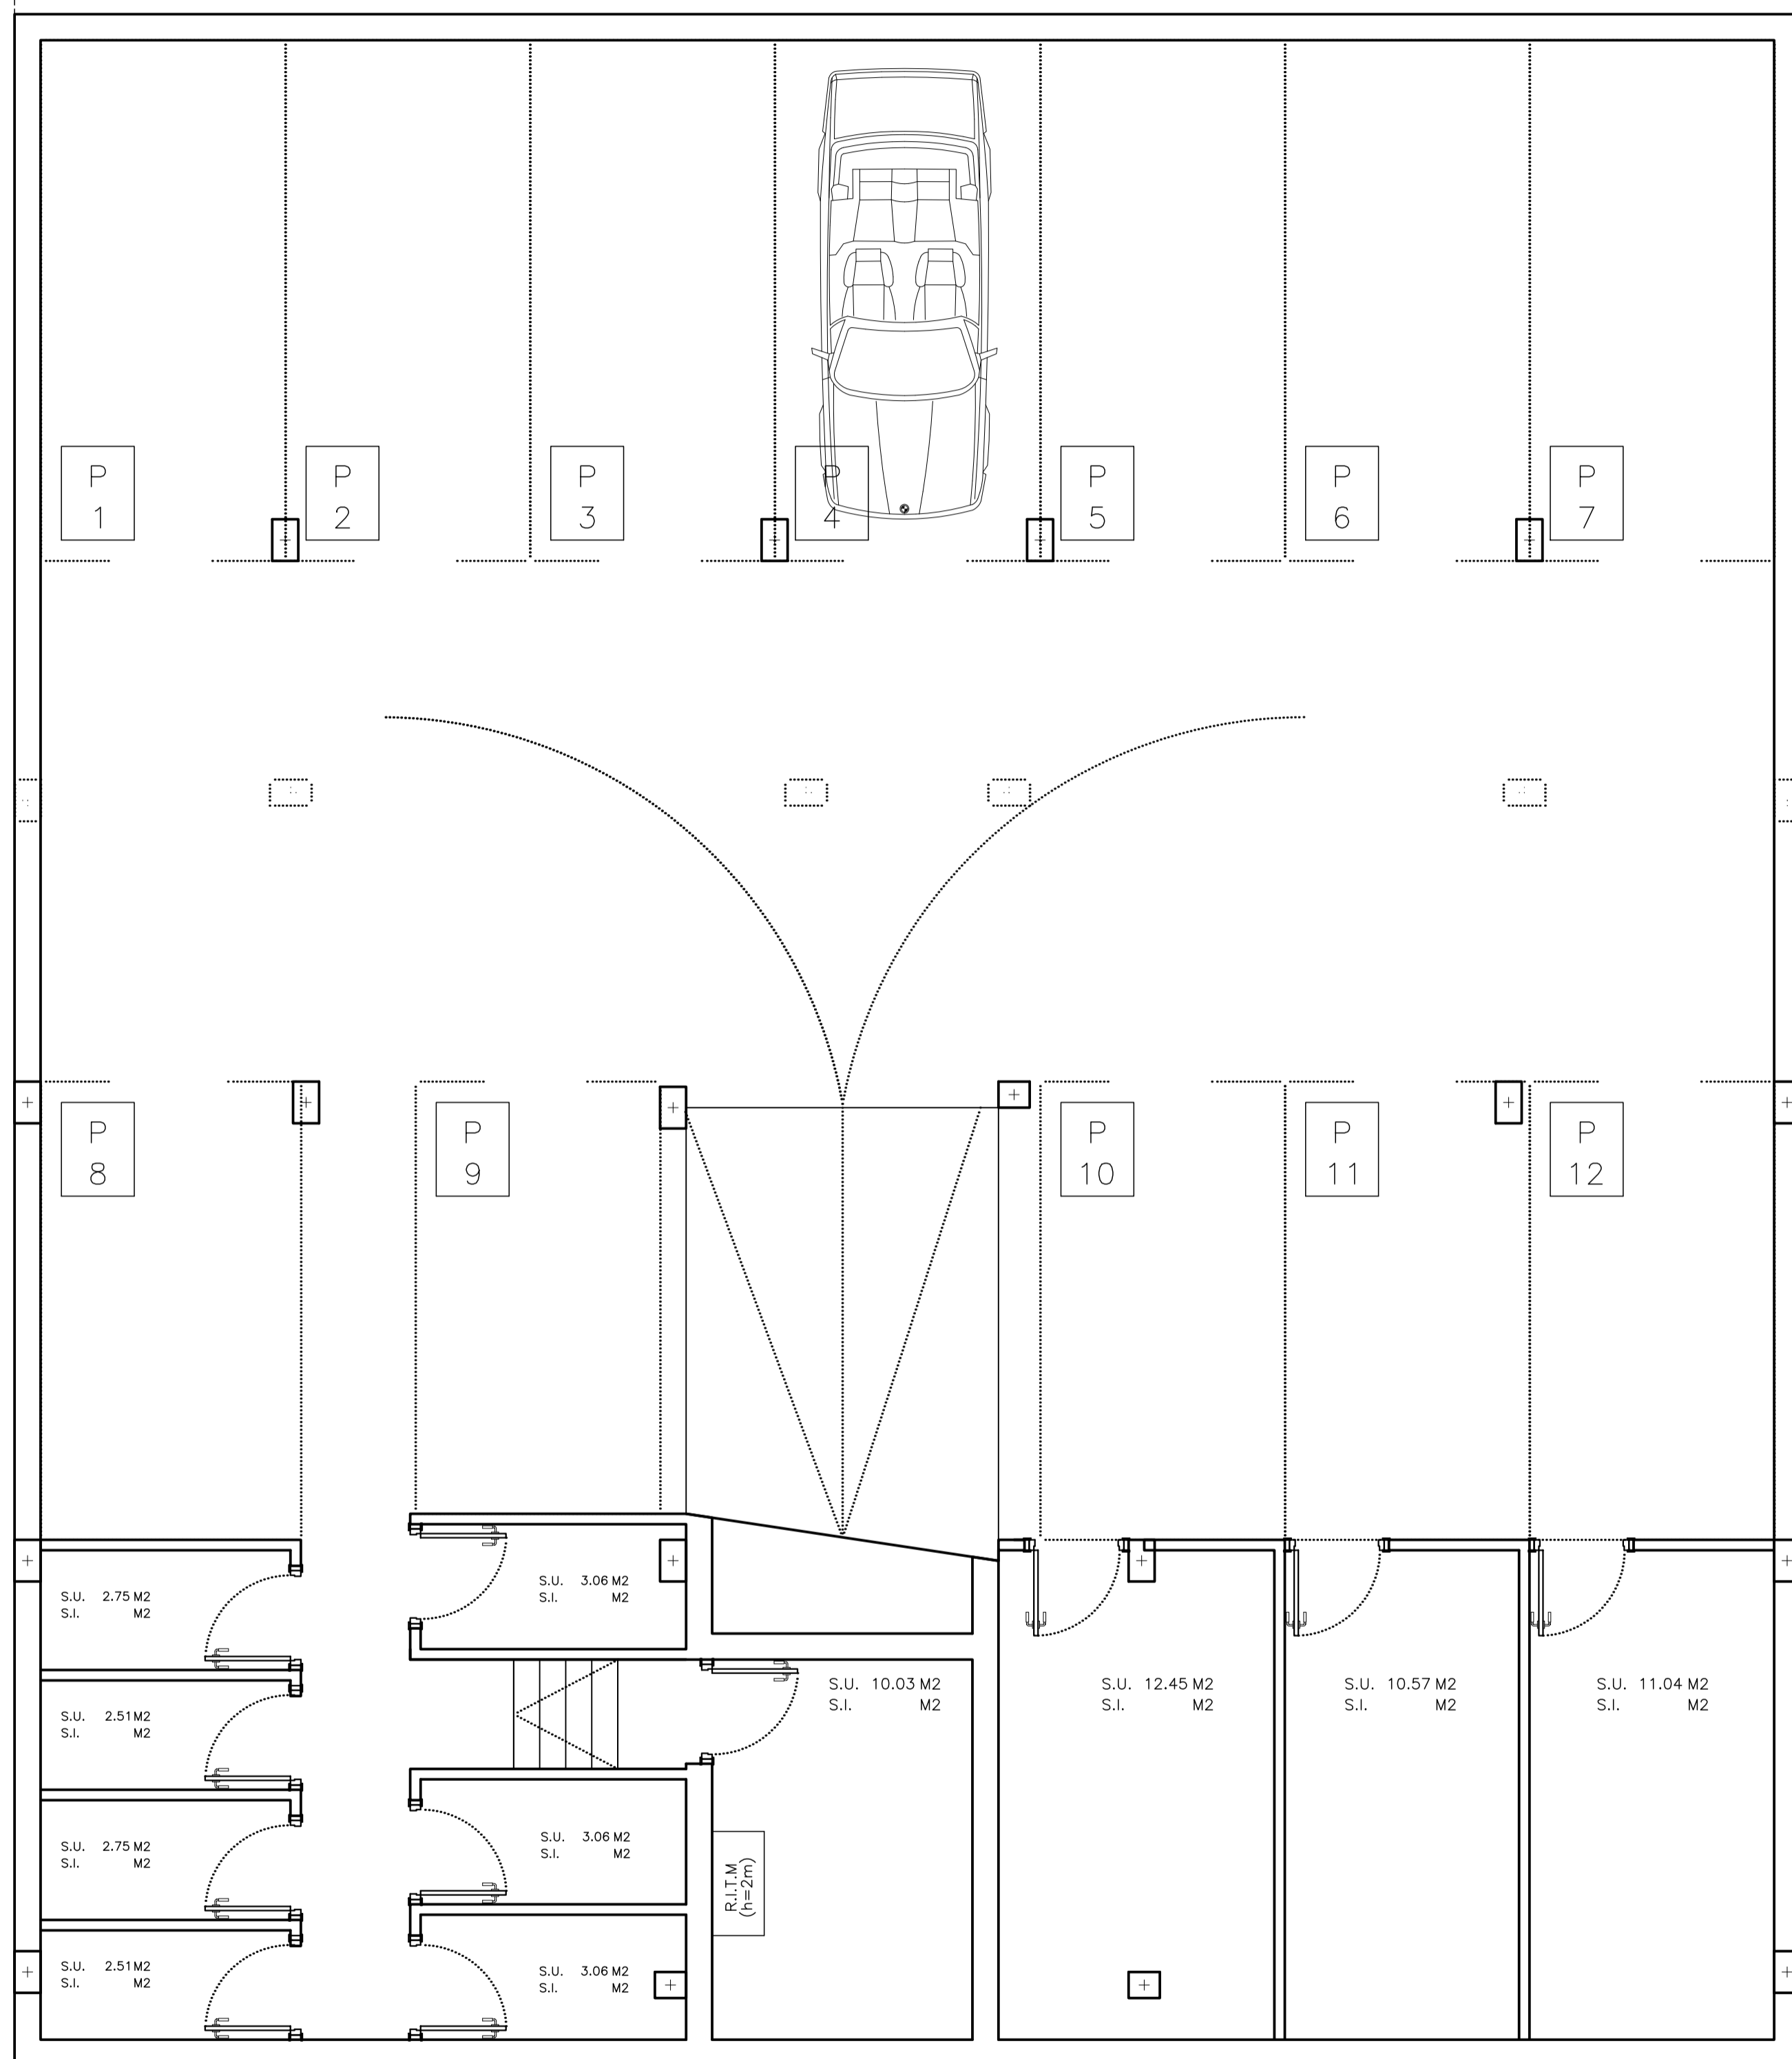 P
1
P
2
P
3
P
4
P
5
P
6
P
7
P
8
P
9
P
10
P
11
P
12
S.U. 2.75 M2
S.I. M2
S.U. 3.06 M2
S.I. M2
S.U. 2.51 M2
S.I. M2
S.U. 10.03 M2
S.I. M2
S.U. 12.45 M2
S.I. M2
S.U. 10.57 M2
S.I. M2
S.U. 11.04 M2
S.I. M2
S.U. 2.75 M2
S.I. M2
S.U. 3.06 M2
S.I. M2
R.I.T.M
(h=2m)
S.U. 2.51 M2
S.I. M2
S.U. 3.06 M2
S.I. M2